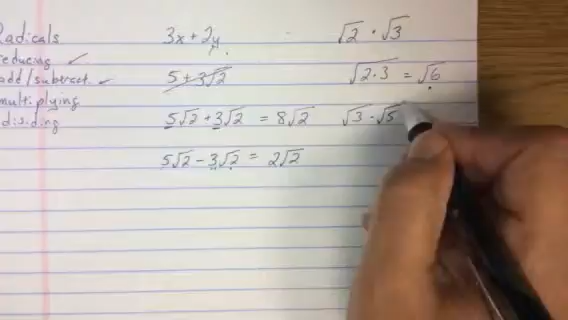 Radicals
reducing ✓
add/subtract ✓
multiplying
dividing
3x + 2y
5 + 3√2
5√2 + 3√2 = 8√2
5√2 − 3√2 = 2√2
√2 · √3
√2·3 = √6
√3 · √5